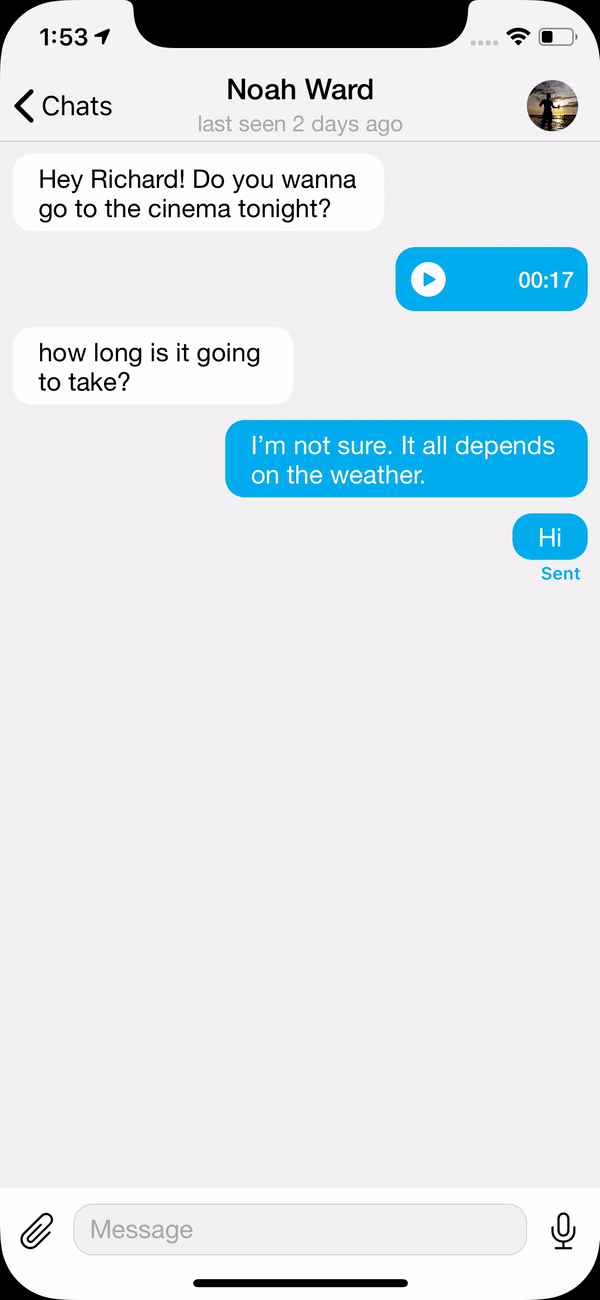 1:53
Chats
Noah Ward
last seen 2 days ago
Hey Richard! Do you wanna
go to the cinema tonight?
00:17
how long is it going
to take?
I’m not sure. It all depends
on the weather.
Hi
Sent
Message